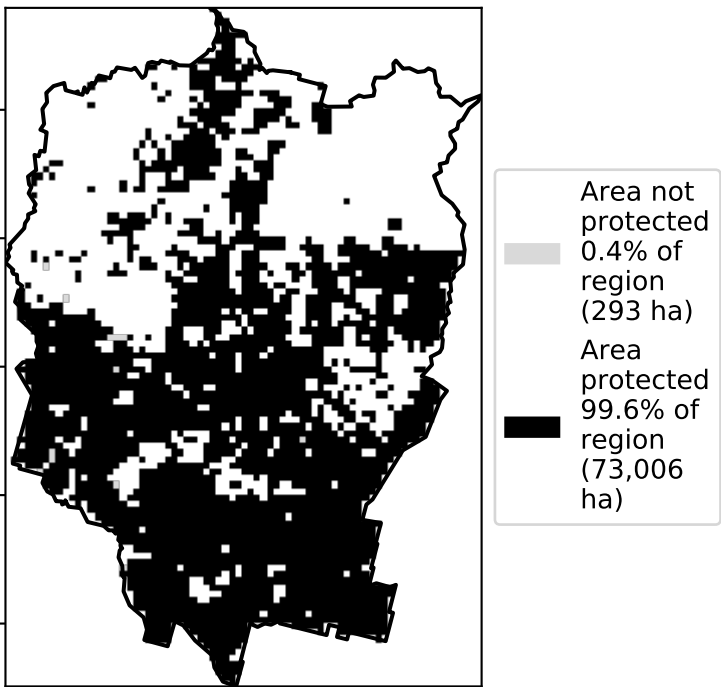 Area not
protected
0.4% of
region
(293 ha)
Area
protected
99.6% of
region
(73,006
ha)